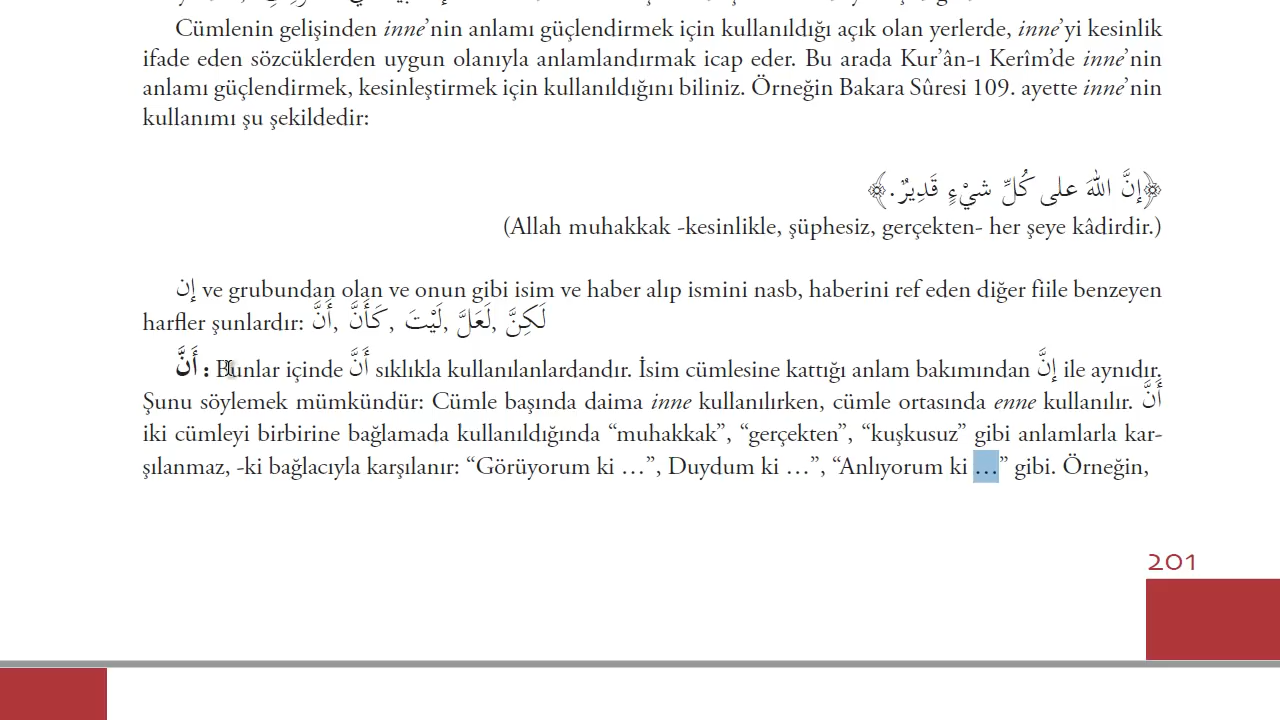 Cümlenin gelişinden inne’nin anlamı güçlendirmek için kullanıldığı açık olan yerlerde, inne’yi kesinlik
ifade eden sözcüklerden uygun olanıyla anlamlandırmak icap eder. Bu arada Kur’ân-ı Kerîm’de inne’nin
anlamı güçlendirmek, kesinleştirmek için kullanıldığını biliniz. Örneğin Bakara Sûresi 109. ayette inne’nin
kullanımı şu şekildedir:
﴿إنَّ اللهَ على كُلِّ شيْءٍ قَدِيرٌ.﴾
(Allah muhakkak -kesinlikle, şüphesiz, gerçekten- her şeye kâdirdir.)
إن ve grubundan olan ve onun gibi isim ve haber alıp ismini nasb, haberini ref eden diğer fiile benzeyen
harfler şunlardır: أَنَّ, كَأَنَّ, لَيْتَ, لَعَلَّ, لَكِنَّ
أَنَّ : Bunlar içinde أَنَّ sıklıkla kullanılanlardandır. İsim cümlesine kattığı anlam bakımından إنَّ ile aynıdır.
Şunu söylemek mümkündür: Cümle başında daima inne kullanılırken, cümle ortasında enne kullanılır. أَنَّ
iki cümleyi birbirine bağlamada kullanıldığında “muhakkak”, “gerçekten”, “kuşkusuz” gibi anlamlarla kar-
şılanmaz, -ki bağlacıyla karşılanır: “Görüyorum ki …”, Duydum ki …”, “Anlıyorum ki …” gibi. Örneğin,
201